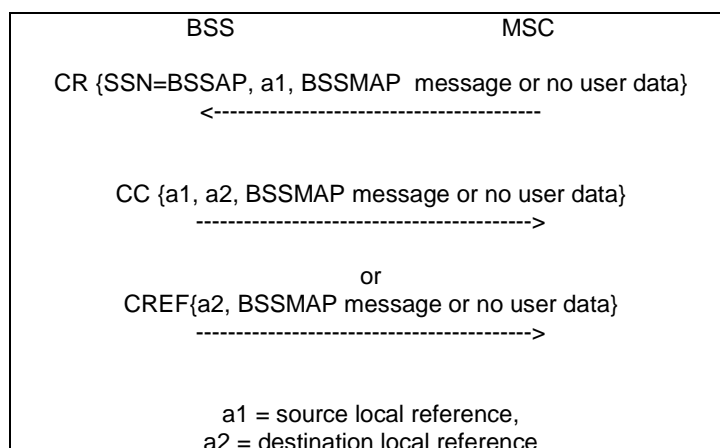 BSS MSC
CR {SSN=BSSAP, a1, BSSMAP message or no user data}
<-----------------------------------------
CC {a1, a2, BSSMAP message or no user data}
------------------------------------------>
or
CREF{a2, BSSMAP message or no user data}
------------------------------------------>
a1 = source local reference,
a2 = destination local reference